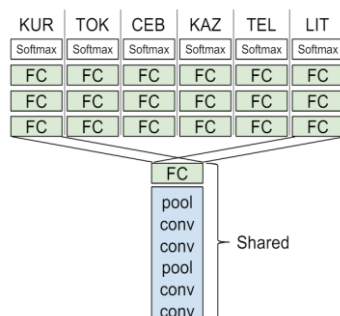 KUR TOK CEB KAZ TEL LIT
Softmax Softmax Softmax Softmax Softmax Softmax
FC FC FC FC FC FC
FC FC FC FC FC FC
FC FC FC FC FC FC
FC
pool
conv
conv
Shared
pool
conv
conv